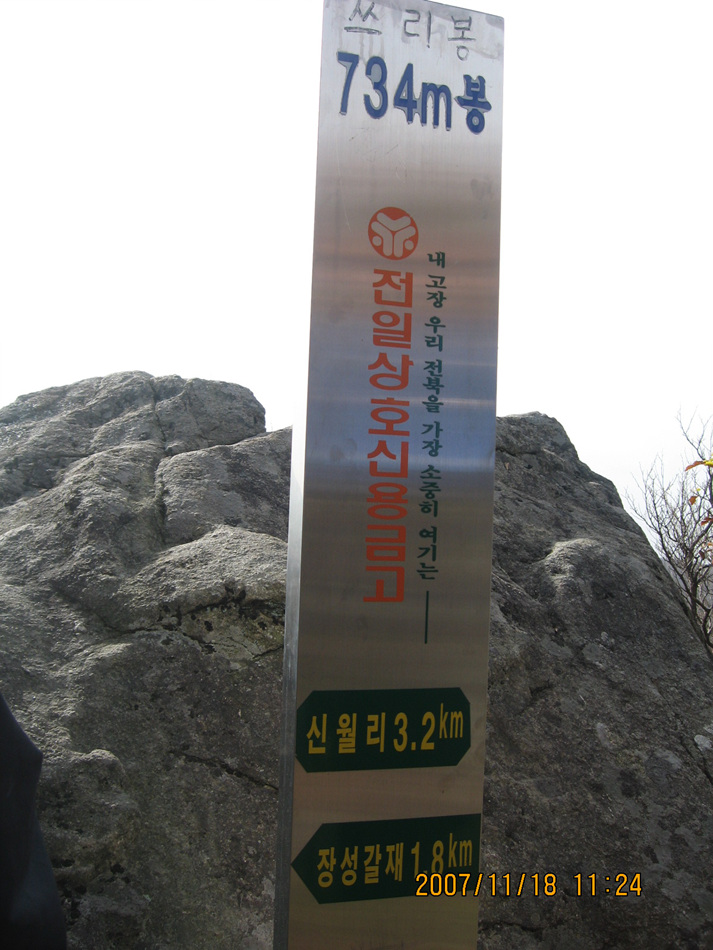 쓰리봉
734m봉
전일상호신용금고
내 고장 우리 전북을 가장 소중히 여기는
신월리 3.2km
장성갈재 1.8km
2007/11/18 11:24